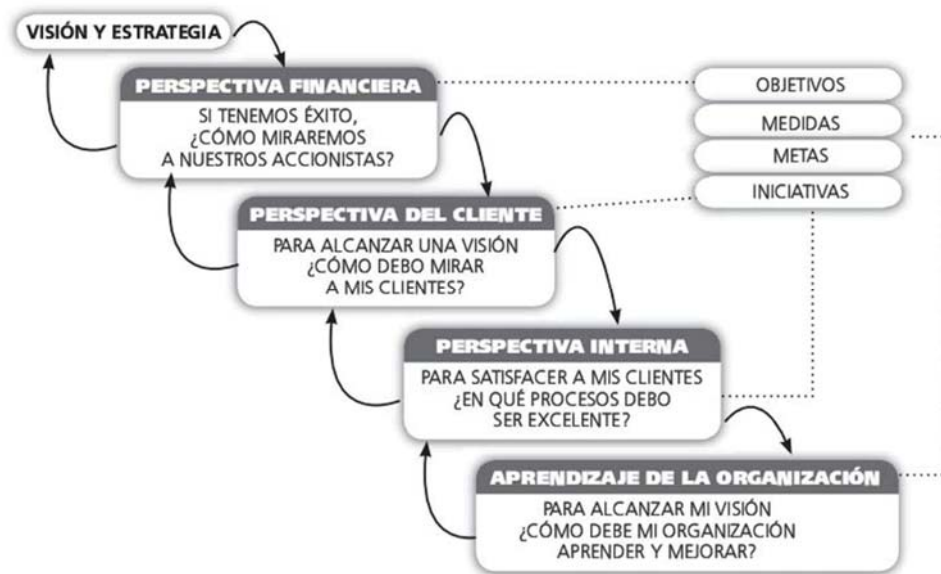 VISIÓN Y ESTRATEGIA
PERSPECTIVA FINANCIERA
SI TENEMOS ÉXITO,
¿CÓMO MIRAREMOS
A NUESTROS ACCIONISTAS?
OBJETIVOS
MEDIDAS
METAS
INICIATIVAS
PERSPECTIVA DEL CLIENTE
PARA ALCANZAR UNA VISIÓN
¿CÓMO DEBO MIRAR
A MIS CLIENTES?
PERSPECTIVA INTERNA
PARA SATISFACER A MIS CLIENTES
¿EN QUÉ PROCESOS DEBO
SER EXCELENTE?
APRENDIZAJE DE LA ORGANIZACIÓN
PARA ALCANZAR MI VISIÓN
¿CÓMO DEBE MI ORGANIZACIÓN
APRENDER Y MEJORAR?